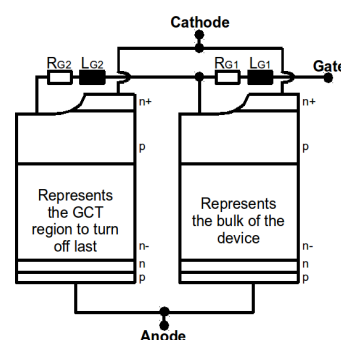 Cathode
RG2 LG2 RG1 LG1 Gate
n+ n+
p p
Represents
the GCT
region to turn
off last
Represents
the bulk of the
device
n- n-
n n
p p
Anode